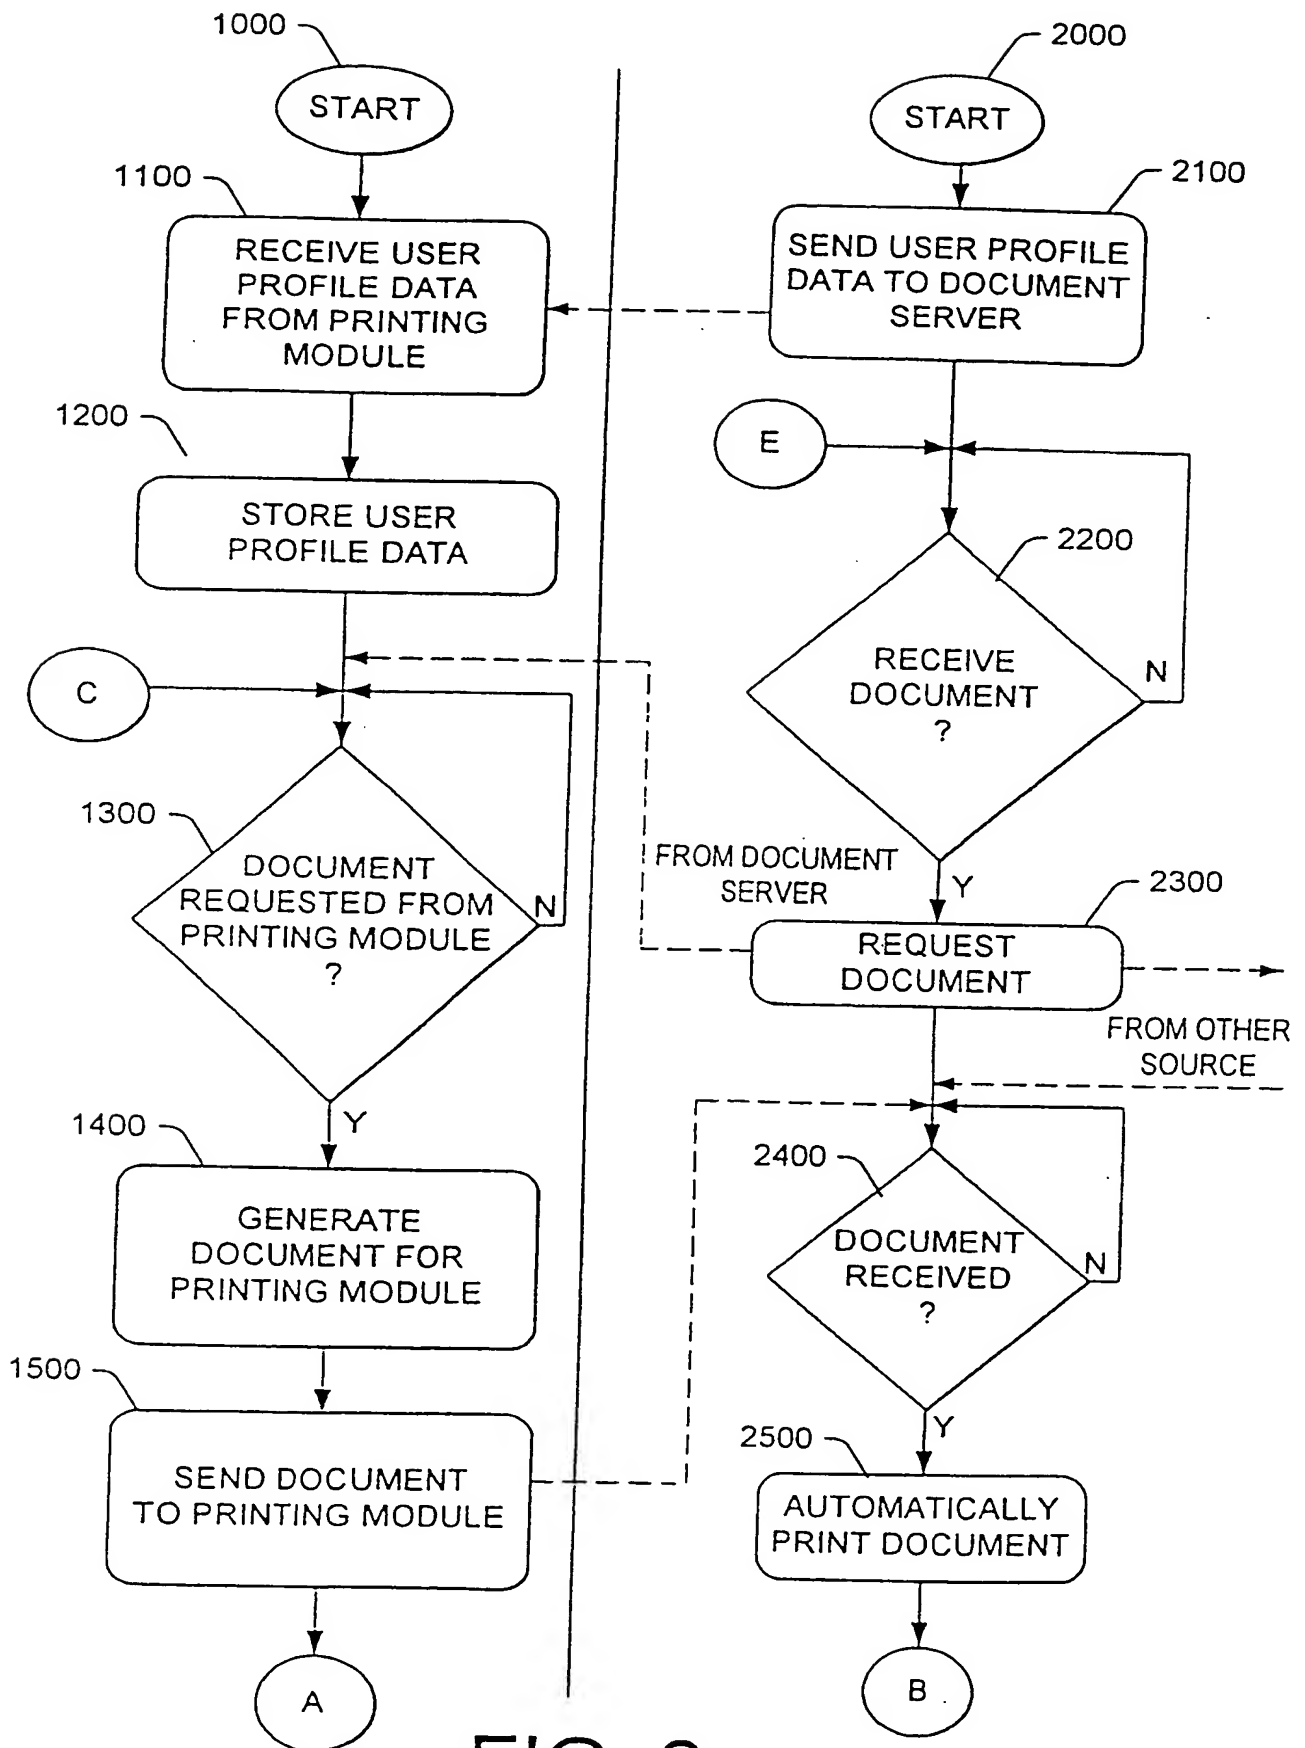 1000
START
1100
RECEIVE USER
PROFILE DATA
FROM PRINTING
MODULE
1200
STORE USER
PROFILE DATA
C
1300
DOCUMENT
REQUESTED FROM
PRINTING MODULE
?
N
Y
1400
GENERATE
DOCUMENT FOR
PRINTING MODULE
1500
SEND DOCUMENT
TO PRINTING MODULE
A
2000
START
2100
SEND USER PROFILE
DATA TO DOCUMENT
SERVER
E
2200
RECEIVE
DOCUMENT
?
N
Y
FROM DOCUMENT
SERVER
2300
REQUEST
DOCUMENT
FROM OTHER
SOURCE
2400
DOCUMENT
RECEIVED
?
N
Y
2500
AUTOMATICALLY
PRINT DOCUMENT
B